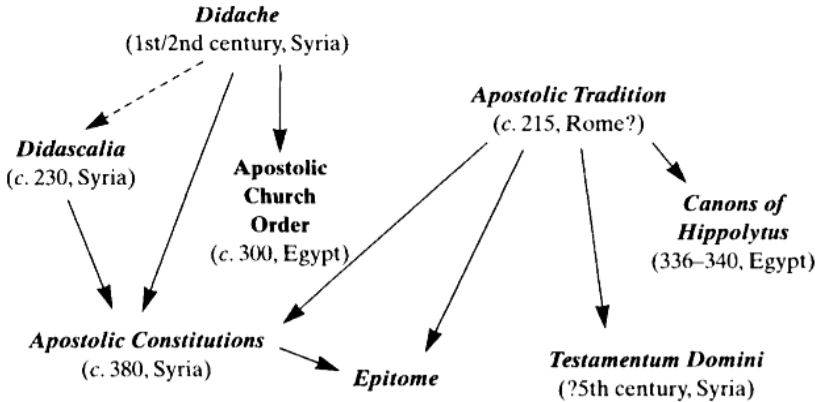 Didache
(1st/2nd century, Syria)
Apostolic Tradition
(c. 215, Rome?)
Didascalia
(c. 230, Syria)
Apostolic
Church
Order
(c. 300, Egypt)
Canons of
Hippolytus
(336–340, Egypt)
Apostolic Constitutions
(c. 380, Syria)
Epitome
Testamentum Domini
(?5th century, Syria)